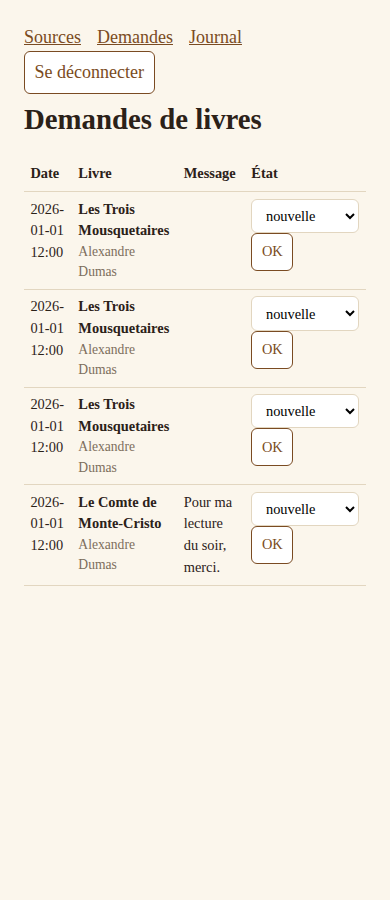 Sources Demandes Journal
Se déconnecter
Demandes de livres
Date Livre Message État
2026-01-01 12:00
Les Trois Mousquetaires
Alexandre Dumas
nouvelle
OK
2026-01-01 12:00
Les Trois Mousquetaires
Alexandre Dumas
nouvelle
OK
2026-01-01 12:00
Les Trois Mousquetaires
Alexandre Dumas
nouvelle
OK
2026-01-01 12:00
Le Comte de Monte-Cristo
Alexandre Dumas
Pour ma lecture du soir, merci.
nouvelle
OK